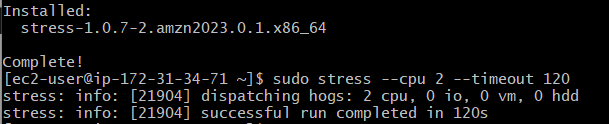 Installed:
  stress-1.0.7-2.amzn2023.0.1.x86_64
Complete!
[ec2-user@ip-172-31-34-71 ~]$ sudo stress --cpu 2 --timeout 120
stress: info: [21904] dispatching hogs: 2 cpu, 0 io, 0 vm, 0 hdd
stress: info: [21904] successful run completed in 120s